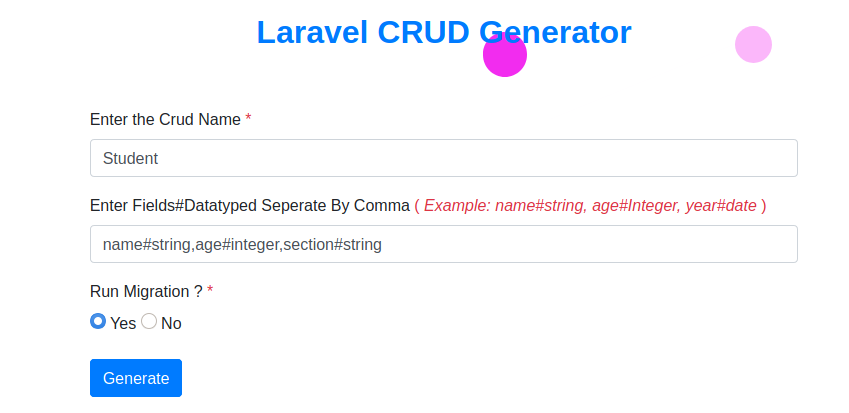 Laravel CRUD Generator
Enter the Crud Name *
Student
Enter Fields#Datatyped Seperate By Comma ( Example: name#string, age#Integer, year#date )
name#string,age#integer,section#string
Run Migration ? *
Yes No
Generate